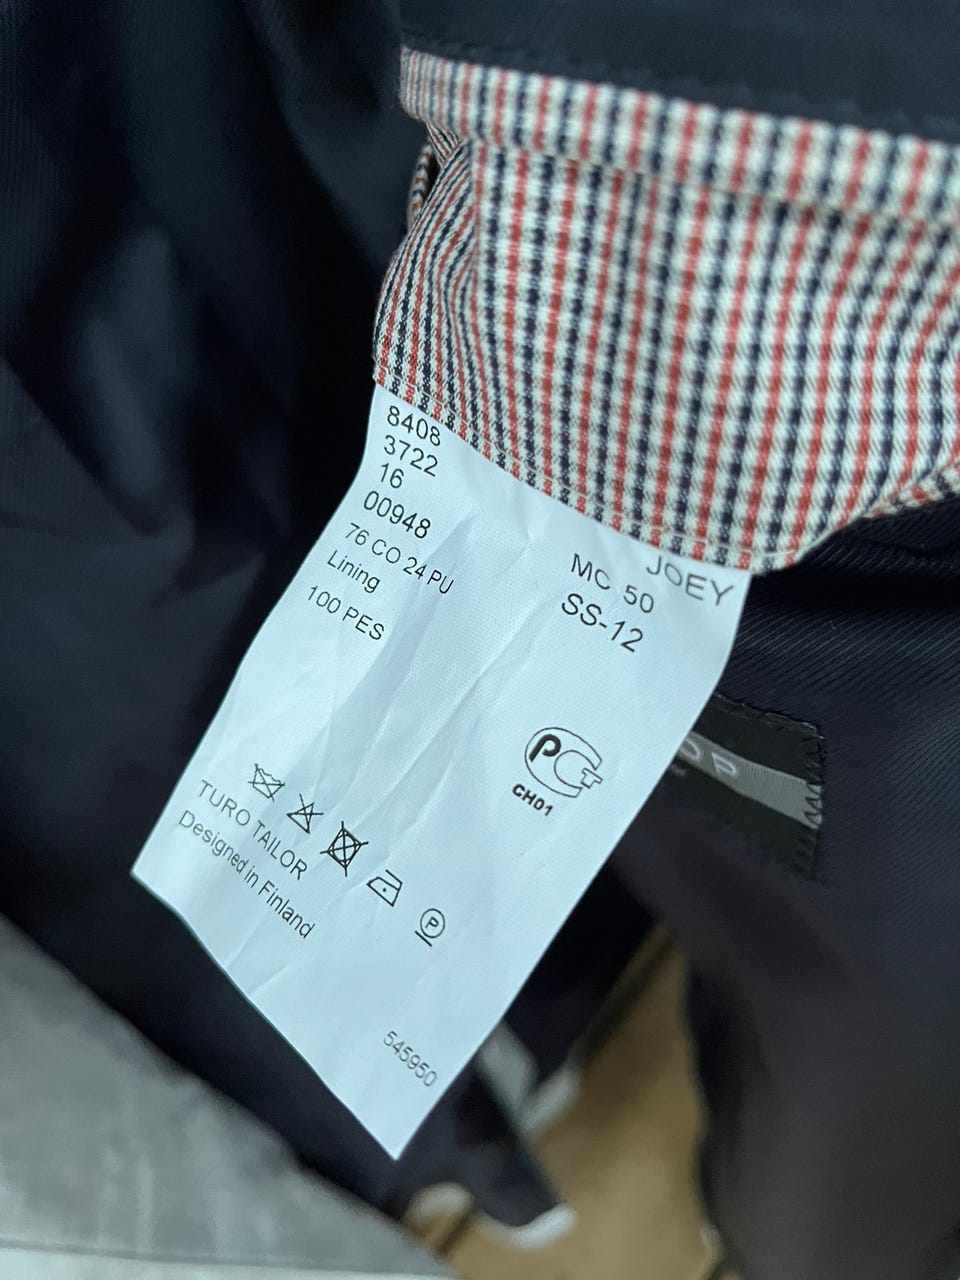 8408
3722
16
00948
76 CO 24 PU
Lining
100 PES
JOEY
MC 50
SS-12
PCT
CH01
TURO TAILOR
Designed in Finland
P
545950